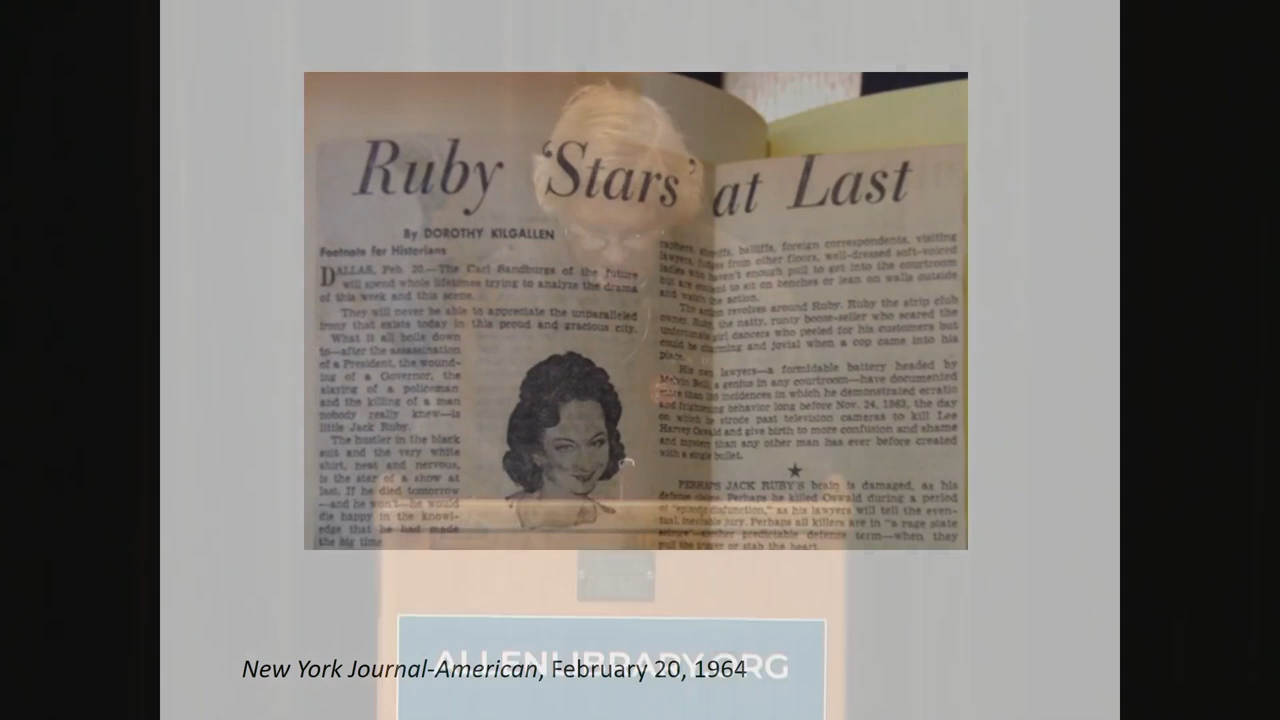 Ruby 'Stars' at Last
By DOROTHY KILGALLEN
Footnote for Historians
DALLAS, Feb. 20.—The Carl Sandburgs of the future
will spend whole lifetimes trying to analyze the drama
of this week and this scene.
They will never be able to appreciate the unparalleled
irony that exists today in this proud and gracious city.
What it all boils down
to—after the assassination
of a President, the wound-
ing of a Governor, the
slaying of a policeman
and the killing of a man
nobody really knew—is
little Jack Ruby.
The hustler in the black
suit and the very white
shirt, neat and nervous,
is the star of a show at
last. If he died tomorrow
—and he won't—he would
die happy in the knowl-
edge that he had made
the big time.
raphers, sheriffs, bailiffs, foreign correspondents, visiting
lawyers, from other floors, well-dressed soft-voiced
ladies who haven't enough pull to get into the courtroom
but are content to sit on benches or lean on walls outside
and watch the action.
The action revolves around Ruby. Ruby the strip club
owner. Ruby, the natty, runty booze-seller who scared the
unfortunate girl dancers who peeled for his customers but
could be charming and jovial when a cop came into his
place.
His own lawyers—a formidable battery headed by
Melvin Belli, a genius in any courtroom—have documented
more than incidences in which he demonstrated erratic
and frightening behavior long before Nov. 24, 1963, the day
on which he strode past television cameras to kill Lee
Harvey Oswald and give birth to more confusion and shame
and mystery than any other man has ever before created
with a single bullet.
★
PERHAPS JACK RUBY'S brain is damaged, as his
defense claims. Perhaps he killed Oswald during a period
of "episodic disfunction," as his lawyers will tell the even-
tual, inevitable jury. Perhaps all killers are in "a rage state
—another predictable defense term—when they
pull the trigger or stab the heart.
ALLENLIBRARY.ORG
New York Journal-American, February 20, 1964